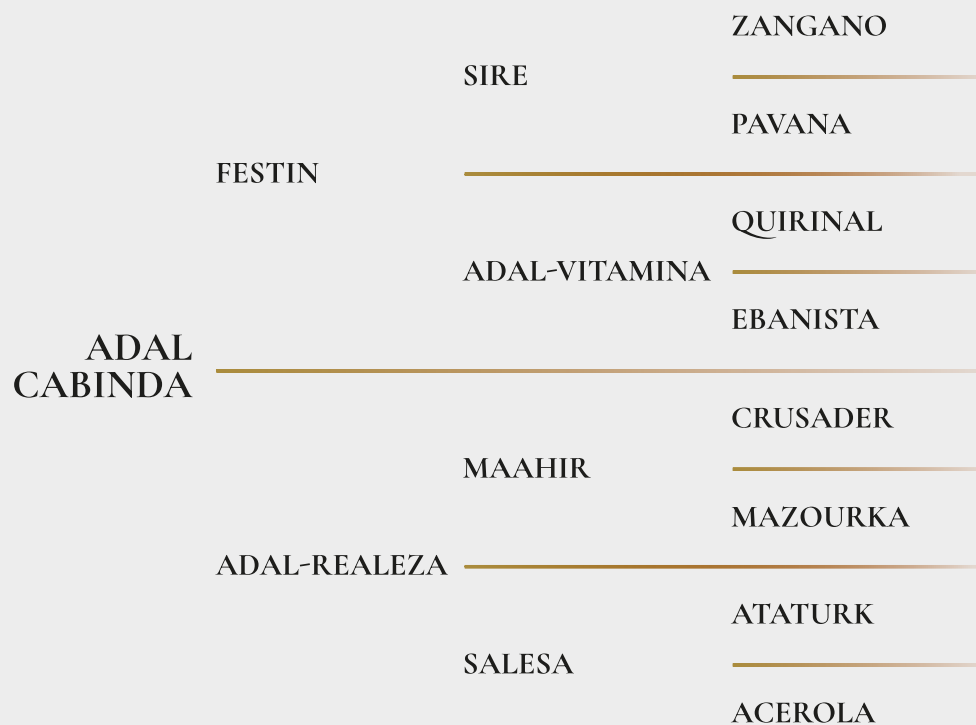 ZANGANO
SIRE
PAVANA
FESTIN
QUIRINAL
ADAL-VITAMINA
EBANISTA
ADAL
CABINDA
CRUSADER
MAAHIR
MAZOURKA
ADAL-REALEZA
ATATURK
SALESA
ACEROLA